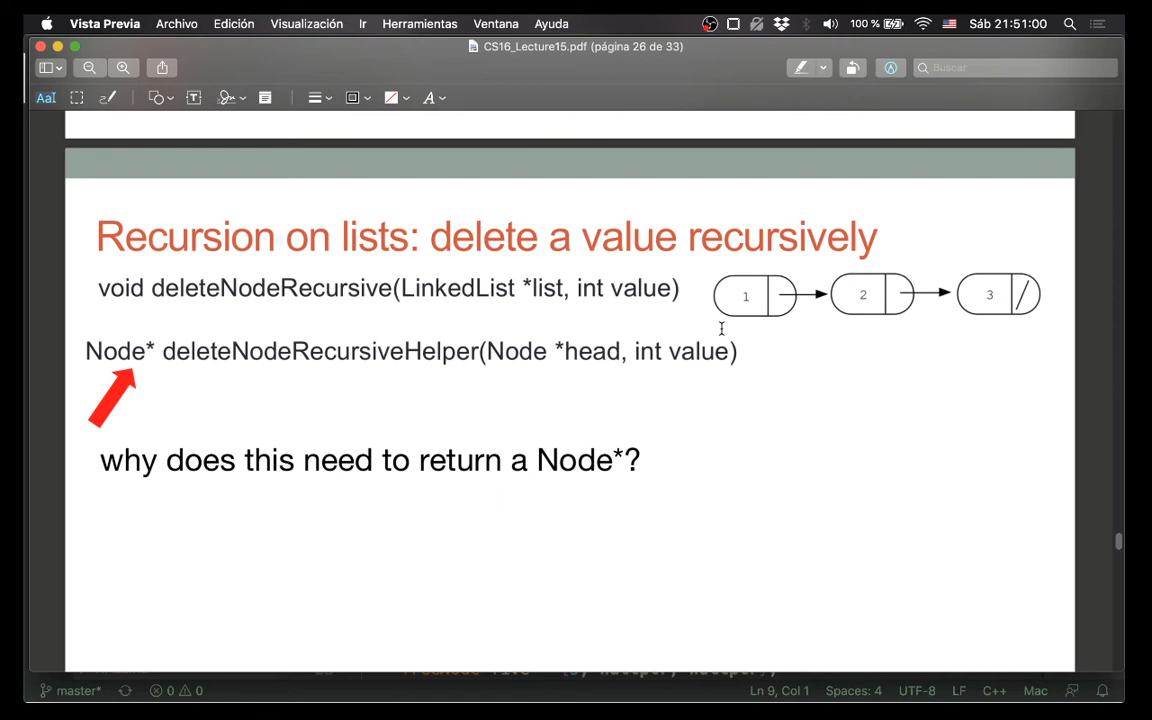 Vista Previa Archivo Edición Visualización Ir Herramientas Ventana Ayuda 100 % Sáb 21:51:00
CS16_Lecture15.pdf (página 26 de 33)
Buscar
AaI T A
Recursion on lists: delete a value recursively
void deleteNodeRecursive(LinkedList *list, int value)
1 2 3
Node* deleteNodeRecursiveHelper(Node *head, int value)
why does this need to return a Node*?
master* 0 0 Ln 9, Col 1 Spaces: 4 UTF-8 LF C++ Mac